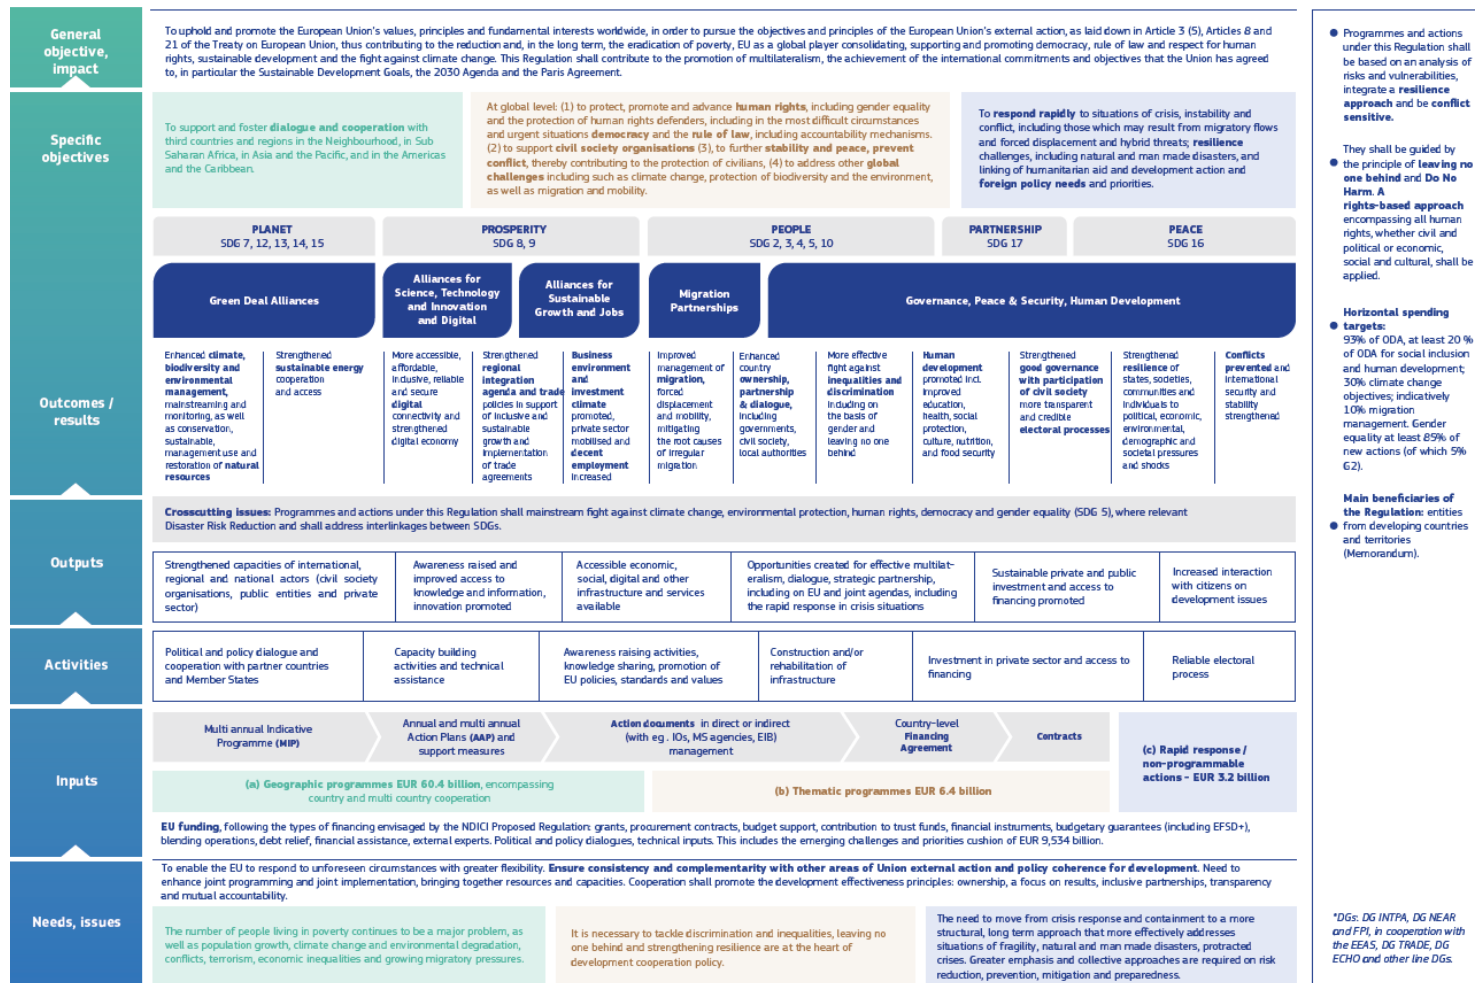 General
objective,
impact
To uphold and promote the European Union's values, principles and fundamental interests worldwide, in order to pursue the objectives and principles of the European Union's external action, as laid down in Article 3 (5), Articles 8 and
21 of the Treaty on European Union, thus contributing to the reduction and, in the long term, the eradication of poverty, EU as a global player consolidating, supporting and promoting democracy, rule of law and respect for human
rights, sustainable development and the fight against climate change. This Regulation shall contribute to the promotion of multilateralism, the achievement of the international commitments and objectives that the Union has agreed
to, in particular the Sustainable Development Goals, the 2030 Agenda and the Paris Agreement.
Specific
objectives
To support and foster dialogue and cooperation with
third countries and regions in the Neighbourhood, in Sub
Saharan Africa, in Asia and the Pacific, and in the Americas
and the Caribbean.
At global level: (1) to protect, promote and advance human rights, including gender equality
and the protection of human rights defenders, including in the most difficult circumstances
and urgent situations democracy and the rule of law, including accountability mechanisms.
(2) to support civil society organisations (3), to further stability and peace, prevent
conflict, thereby contributing to the protection of civilians, (4) to address other global
challenges including such as climate change, protection of biodiversity and the environment,
as well as migration and mobility.
To respond rapidly to situations of crisis, instability and
conflict, including those which may result from migratory flows
and forced displacement and hybrid threats; resilience
challenges, including natural and man made disasters, and
linking of humanitarian aid and development action and
foreign policy needs and priorities.
PLANET
SDG 7, 12, 13, 14, 15
PROSPERITY
SDG 8, 9
PEOPLE
SDG 2, 3, 4, 5, 10
PARTNERSHIP
SDG 17
PEACE
SDG 16
Green Deal Alliances
Alliances for
Science, Technology
and Innovation
and Digital
Alliances for
Sustainable
Growth and Jobs
Migration
Partnerships
Governance, Peace & Security, Human Development
Outcomes /
results
Enhanced climate,
biodiversity and
environmental
management,
mainstreaming and
monitoring, as well
as conservation,
sustainable,
management use and
restoration of natural
resources
Strengthened
sustainable energy
cooperation
and access
More accessible,
affordable,
inclusive, reliable
and secure
digital
connectivity and
strengthened
digital economy
Strengthened
regional
integration
agenda and trade
policies in support
of inclusive and
sustainable
growth and
implementation
of trade
agreements
Business
environment
and
investment
climate
promoted,
private sector
mobilised and
decent
employment
increased
Improved
management of
migration,
forced
displacement
and mobility,
mitigating
the root causes
of irregular
migration
Enhanced
country
ownership,
partnership
& dialogue,
including
governments,
civil society,
local authorities
More effective
fight against
inequalities and
discrimination
including on
the basis of
gender and
leaving no one
behind
Human
development
promoted incl.
improved
education,
health, social
protection,
culture, nutrition,
and food security
Strengthened
good governance
with participation
of civil society
more transparent
and credible
electoral processes
Strengthened
resilience of
states, societies,
communities and
individuals to
political, economic,
environmental,
demographic and
societal pressures
and shocks
Conflicts
prevented and
international
security and
stability
strengthened
Crosscutting issues: Programmes and actions under this Regulation shall mainstream fight against climate change, environmental protection, human rights, democracy and gender equality (SDG 5), where relevant
Disaster Risk Reduction and shall address interlinkages between SDGs.
Outputs
Strengthened capacities of international,
regional and national actors (civil society
organisations, public entities and private
sector)
Awareness raised and
improved access to
knowledge and information,
innovation promoted
Accessible economic,
social, digital and other
infrastructure and services
available
Opportunities created for effective multilat-
eralism, dialogue, strategic partnership,
including on EU and joint agendas, including
the rapid response in crisis situations
Sustainable private and public
investment and access to
financing promoted
Increased interaction
with citizens on
development issues
Activities
Political and policy dialogue and
cooperation with partner countries
and Member States
Capacity building
activities and technical
assistance
Awareness raising activities,
knowledge sharing, promotion of
EU policies, standards and values
Construction and/or
rehabilitation of
infrastructure
Investment in private sector and access to
financing
Reliable electoral
process
Inputs
Multi annual Indicative
Programme (MIP)
Annual and multi annual
Action Plans (AAP) and
support measures
Action documents in direct or indirect
(with eg. IOs, MS agencies, EIB)
management
Country-level
Financing
Agreement
Contracts
(c) Rapid response /
non-programmable
actions - EUR 3.2 billion
(a) Geographic programmes EUR 60.4 billion, encompassing
country and multi country cooperation
(b) Thematic programmes EUR 6.4 billion
EU funding, following the types of financing envisaged by the NDICI Proposed Regulation: grants, procurement contracts, budget support, contribution to trust funds, financial instruments, budgetary guarantees (including EFSD+),
blending operations, debt relief, financial assistance, external experts. Political and policy dialogues, technical inputs. This includes the emerging challenges and priorities cushion of EUR 9,534 billion.
Needs, issues
To enable the EU to respond to unforeseen circumstances with greater flexibility. Ensure consistency and complementarity with other areas of Union external action and policy coherence for development. Need to
enhance joint programming and joint implementation, bringing together resources and capacities. Cooperation shall promote the development effectiveness principles: ownership, a focus on results, inclusive partnerships, transparency
and mutual accountability.
The number of people living in poverty continues to be a major problem, as
well as population growth, climate change and environmental degradation,
conflicts, terrorism, economic inequalities and growing migratory pressures.
It is necessary to tackle discrimination and inequalities, leaving no
one behind and strengthening resilience are at the heart of
development cooperation policy.
The need to move from crisis response and containment to a more
structural, long term approach that more effectively addresses
situations of fragility, natural and man made disasters, protracted
crises. Greater emphasis and collective approaches are required on risk
reduction, prevention, mitigation and preparedness.
● Programmes and actions
under this Regulation shall
be based on an analysis of
risks and vulnerabilities,
integrate a resilience
approach and be conflict
sensitive.
They shall be guided by
● the principle of leaving no
one behind and Do No
Harm. A
rights-based approach
encompassing all human
rights, whether civil and
political or economic,
social and cultural, shall be
applied.
Horizontal spending
● targets:
93% of ODA, at least 20 %
of ODA for social inclusion
and human development;
30% climate change
objectives; indicatively
10% migration
management. Gender
equality at least 85% of
new actions (of which 5%
G2).
Main beneficiaries of
the Regulation: entities
● from developing countries
and territories
(Memorandum).
*DGs: DG INTPA, DG NEAR
and FPI, in cooperation with
the EEAS, DG TRADE, DG
ECHO and other line DGs.